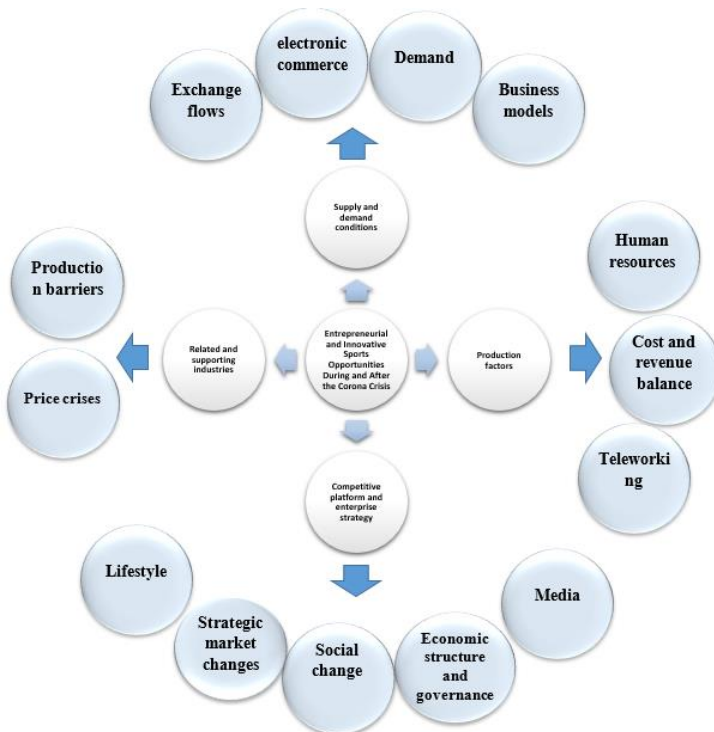 electronic
commerce
Demand
Exchange
flows
Business
models
Supply and
demand
conditions
Human
resources
Productio
n barriers
Related and
supporting
industries
Entrepreneurial
and Innovative
Sports
Opportunities
During and After
the Corona Crisis
Production
factors
Cost and
revenue
balance
Price crises
Teleworki
ng
Competitive
platform and
enterprise
strategy
Lifestyle
Media
Strategic
market
changes
Social
change
Economic
structure
and
governance